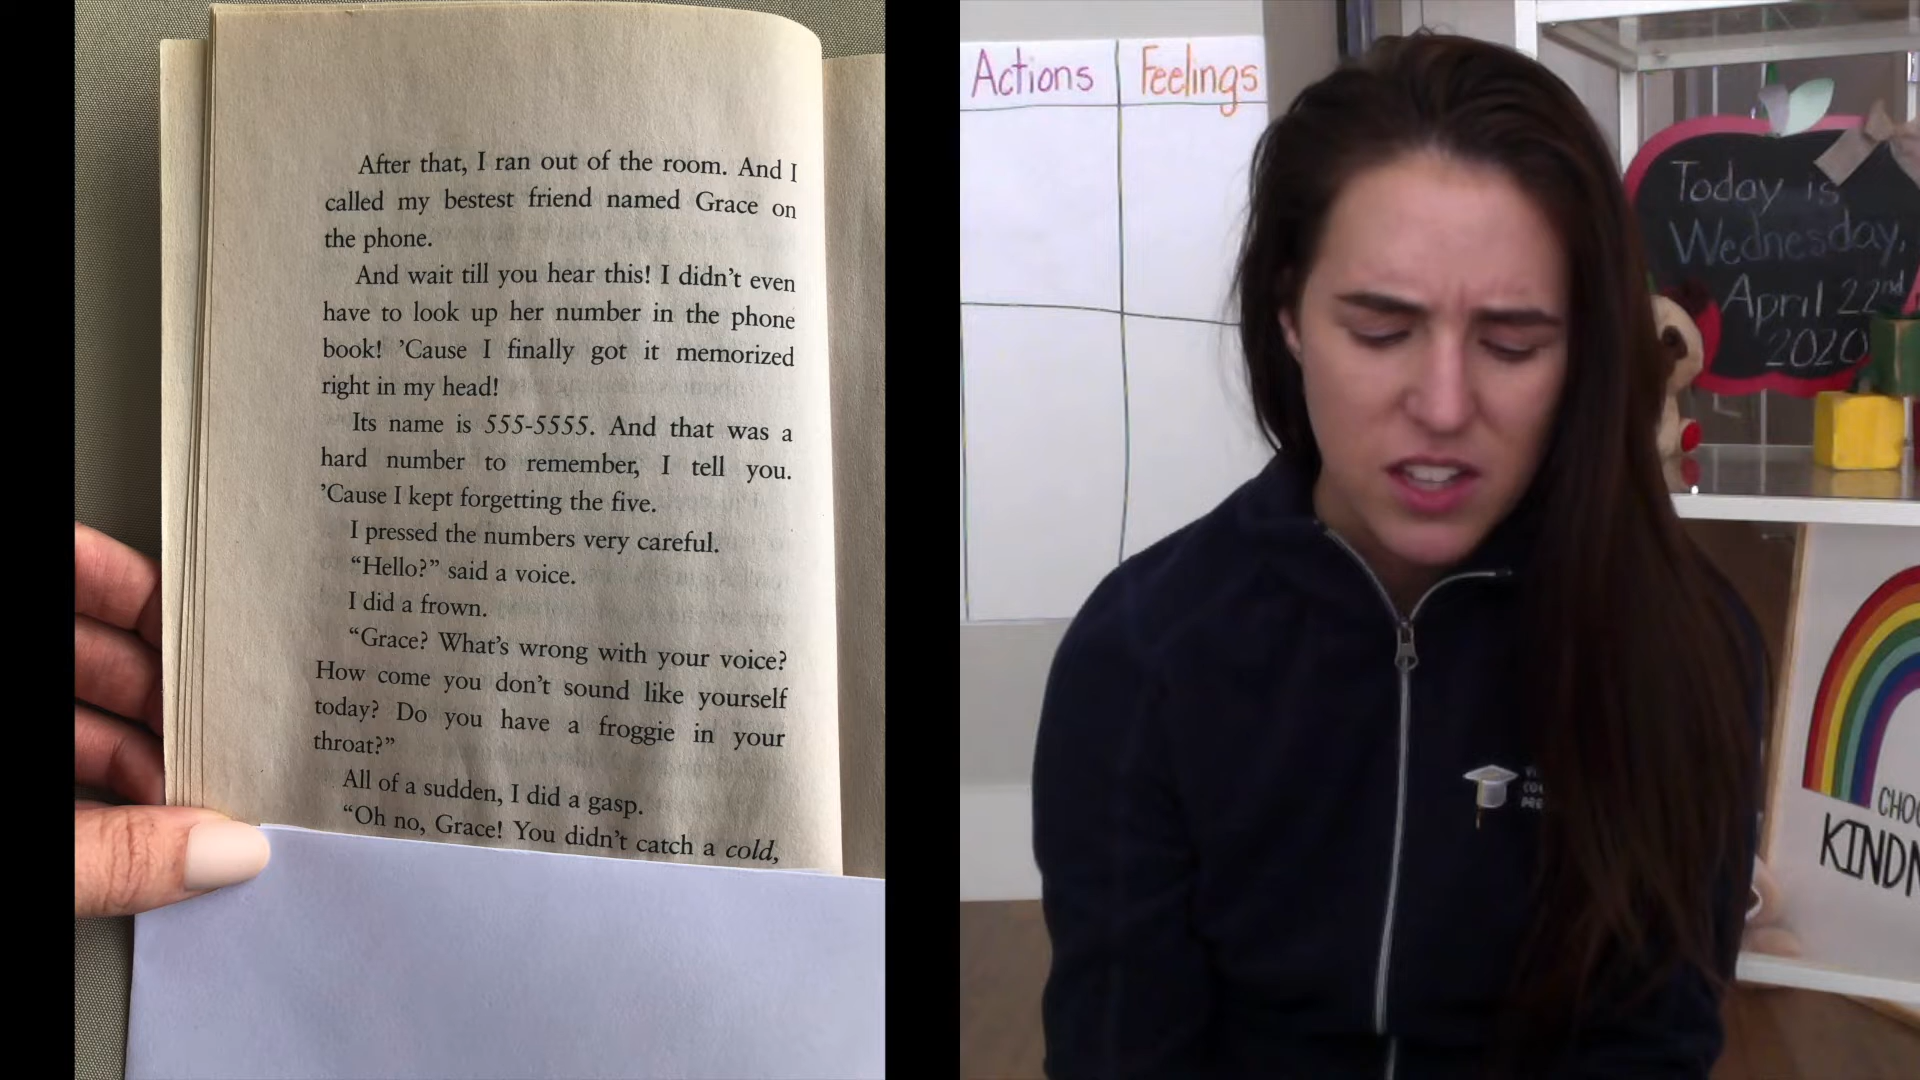 After that, I ran out of the room. And I
called my bestest friend named Grace on
the phone.
And wait till you hear this! I didn't even
have to look up her number in the phone
book! 'Cause I finally got it memorized
right in my head!
Its name is 555-5555. And that was a
hard number to remember, I tell you.
'Cause I kept forgetting the five.
I pressed the numbers very careful.
"Hello?" said a voice.
I did a frown.
"Grace? What's wrong with your voice?
How come you don't sound like yourself
today? Do you have a froggie in your
throat?"
All of a sudden, I did a gasp.
"Oh no, Grace! You didn't catch a cold,
Actions Feelings
Today is
Wednesday,
April 22nd
2020